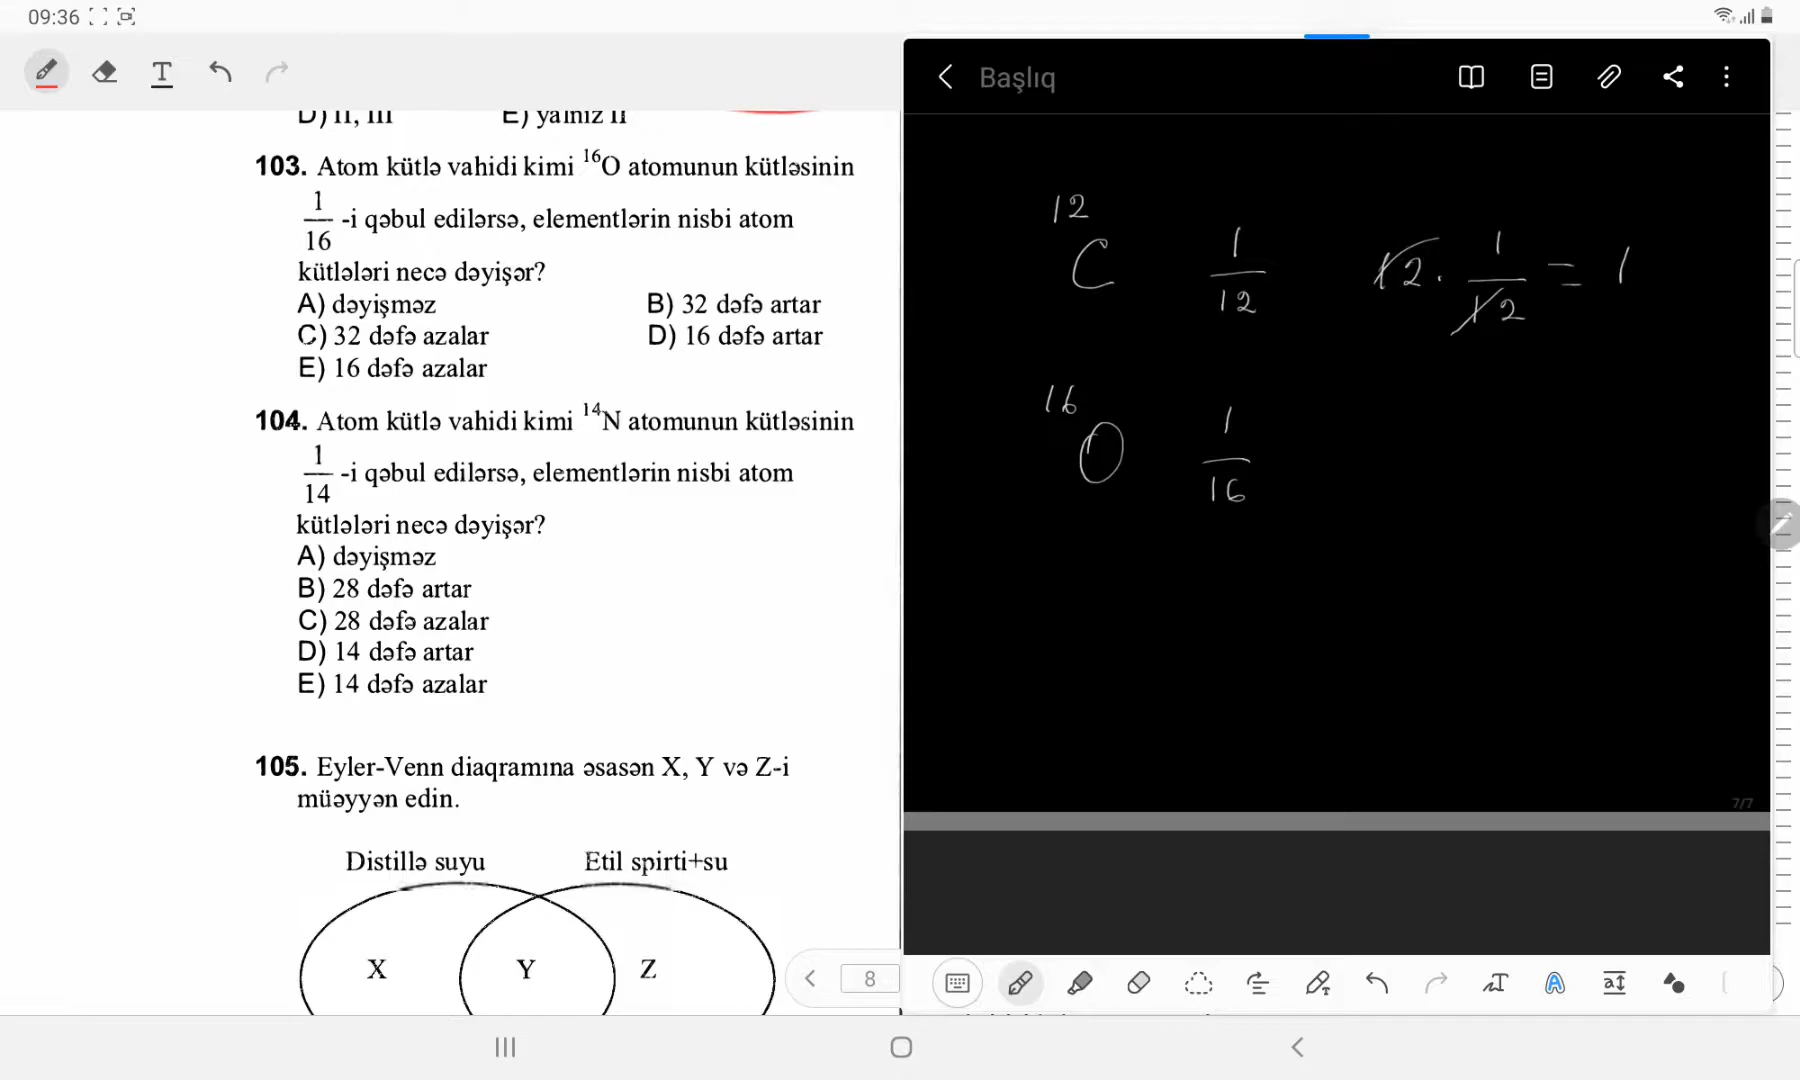 09:36
Başlıq
D) II, III E) yalnız II
103. Atom kütlə vahidi kimi ¹⁶O atomunun kütləsinin
1/16 -i qəbul edilərsə, elementlərin nisbi atom
kütlələri necə dəyişər?
A) dəyişməz B) 32 dəfə artar
C) 32 dəfə azalar D) 16 dəfə artar
E) 16 dəfə azalar
104. Atom kütlə vahidi kimi ¹⁴N atomunun kütləsinin
1/14 -i qəbul edilərsə, elementlərin nisbi atom
kütlələri necə dəyişər?
A) dəyişməz
B) 28 dəfə artar
C) 28 dəfə azalar
D) 14 dəfə artar
E) 14 dəfə azalar
105. Eyler-Venn diaqramına əsasən X, Y və Z-i
müəyyən edin.
Distillə suyu Etil spirti+su
X Y Z
8
¹²C 1/12 12 · 1/12 = 1
¹⁶O 1/16
7/7